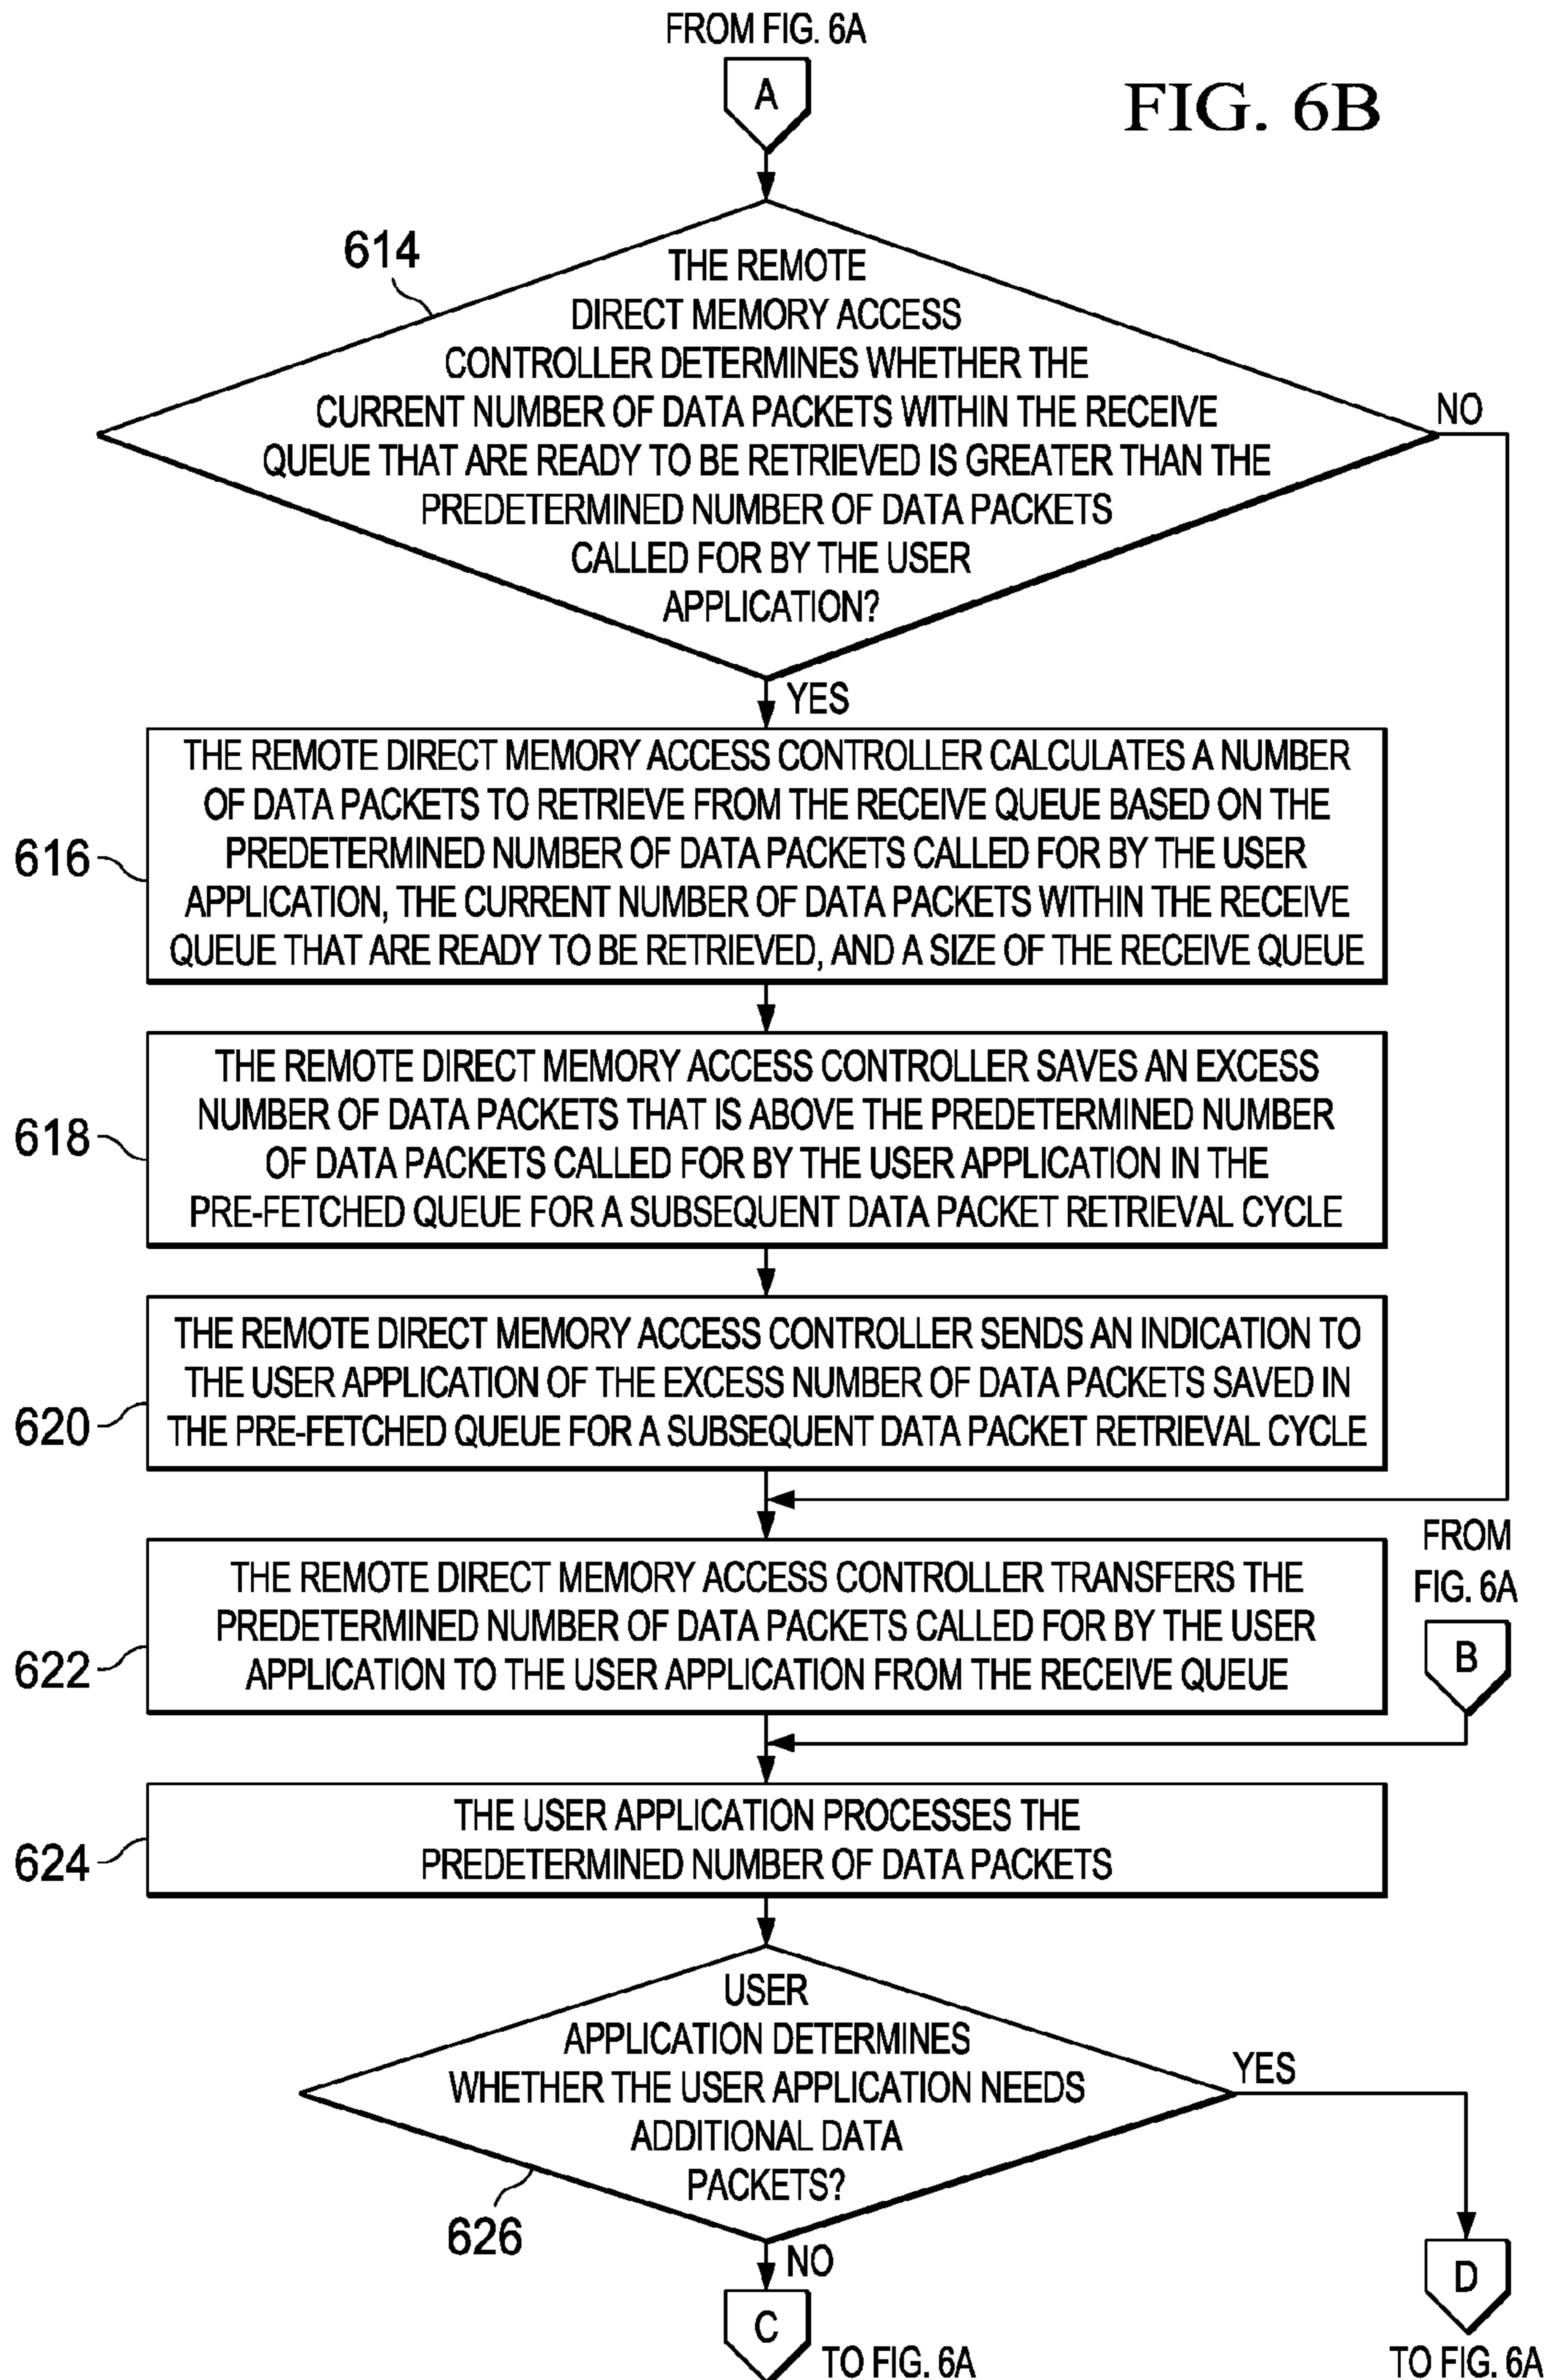 FROM FIG. 6A
A
FIG. 6B
614
THE REMOTE
DIRECT MEMORY ACCESS
CONTROLLER DETERMINES WHETHER THE
CURRENT NUMBER OF DATA PACKETS WITHIN THE RECEIVE
QUEUE THAT ARE READY TO BE RETRIEVED IS GREATER THAN THE
PREDETERMINED NUMBER OF DATA PACKETS
CALLED FOR BY THE USER
APPLICATION?
NO
YES
616
THE REMOTE DIRECT MEMORY ACCESS CONTROLLER CALCULATES A NUMBER
OF DATA PACKETS TO RETRIEVE FROM THE RECEIVE QUEUE BASED ON THE
PREDETERMINED NUMBER OF DATA PACKETS CALLED FOR BY THE USER
APPLICATION, THE CURRENT NUMBER OF DATA PACKETS WITHIN THE RECEIVE
QUEUE THAT ARE READY TO BE RETRIEVED, AND A SIZE OF THE RECEIVE QUEUE
618
THE REMOTE DIRECT MEMORY ACCESS CONTROLLER SAVES AN EXCESS
NUMBER OF DATA PACKETS THAT IS ABOVE THE PREDETERMINED NUMBER
OF DATA PACKETS CALLED FOR BY THE USER APPLICATION IN THE
PRE-FETCHED QUEUE FOR A SUBSEQUENT DATA PACKET RETRIEVAL CYCLE
620
THE REMOTE DIRECT MEMORY ACCESS CONTROLLER SENDS AN INDICATION TO
THE USER APPLICATION OF THE EXCESS NUMBER OF DATA PACKETS SAVED IN
THE PRE-FETCHED QUEUE FOR A SUBSEQUENT DATA PACKET RETRIEVAL CYCLE
622
THE REMOTE DIRECT MEMORY ACCESS CONTROLLER TRANSFERS THE
PREDETERMINED NUMBER OF DATA PACKETS CALLED FOR BY THE USER
APPLICATION TO THE USER APPLICATION FROM THE RECEIVE QUEUE
FROM
FIG. 6A
B
624
THE USER APPLICATION PROCESSES THE
PREDETERMINED NUMBER OF DATA PACKETS
USER
APPLICATION DETERMINES
WHETHER THE USER APPLICATION NEEDS
ADDITIONAL DATA
PACKETS?
626
YES
NO
C
TO FIG. 6A
D
TO FIG. 6A